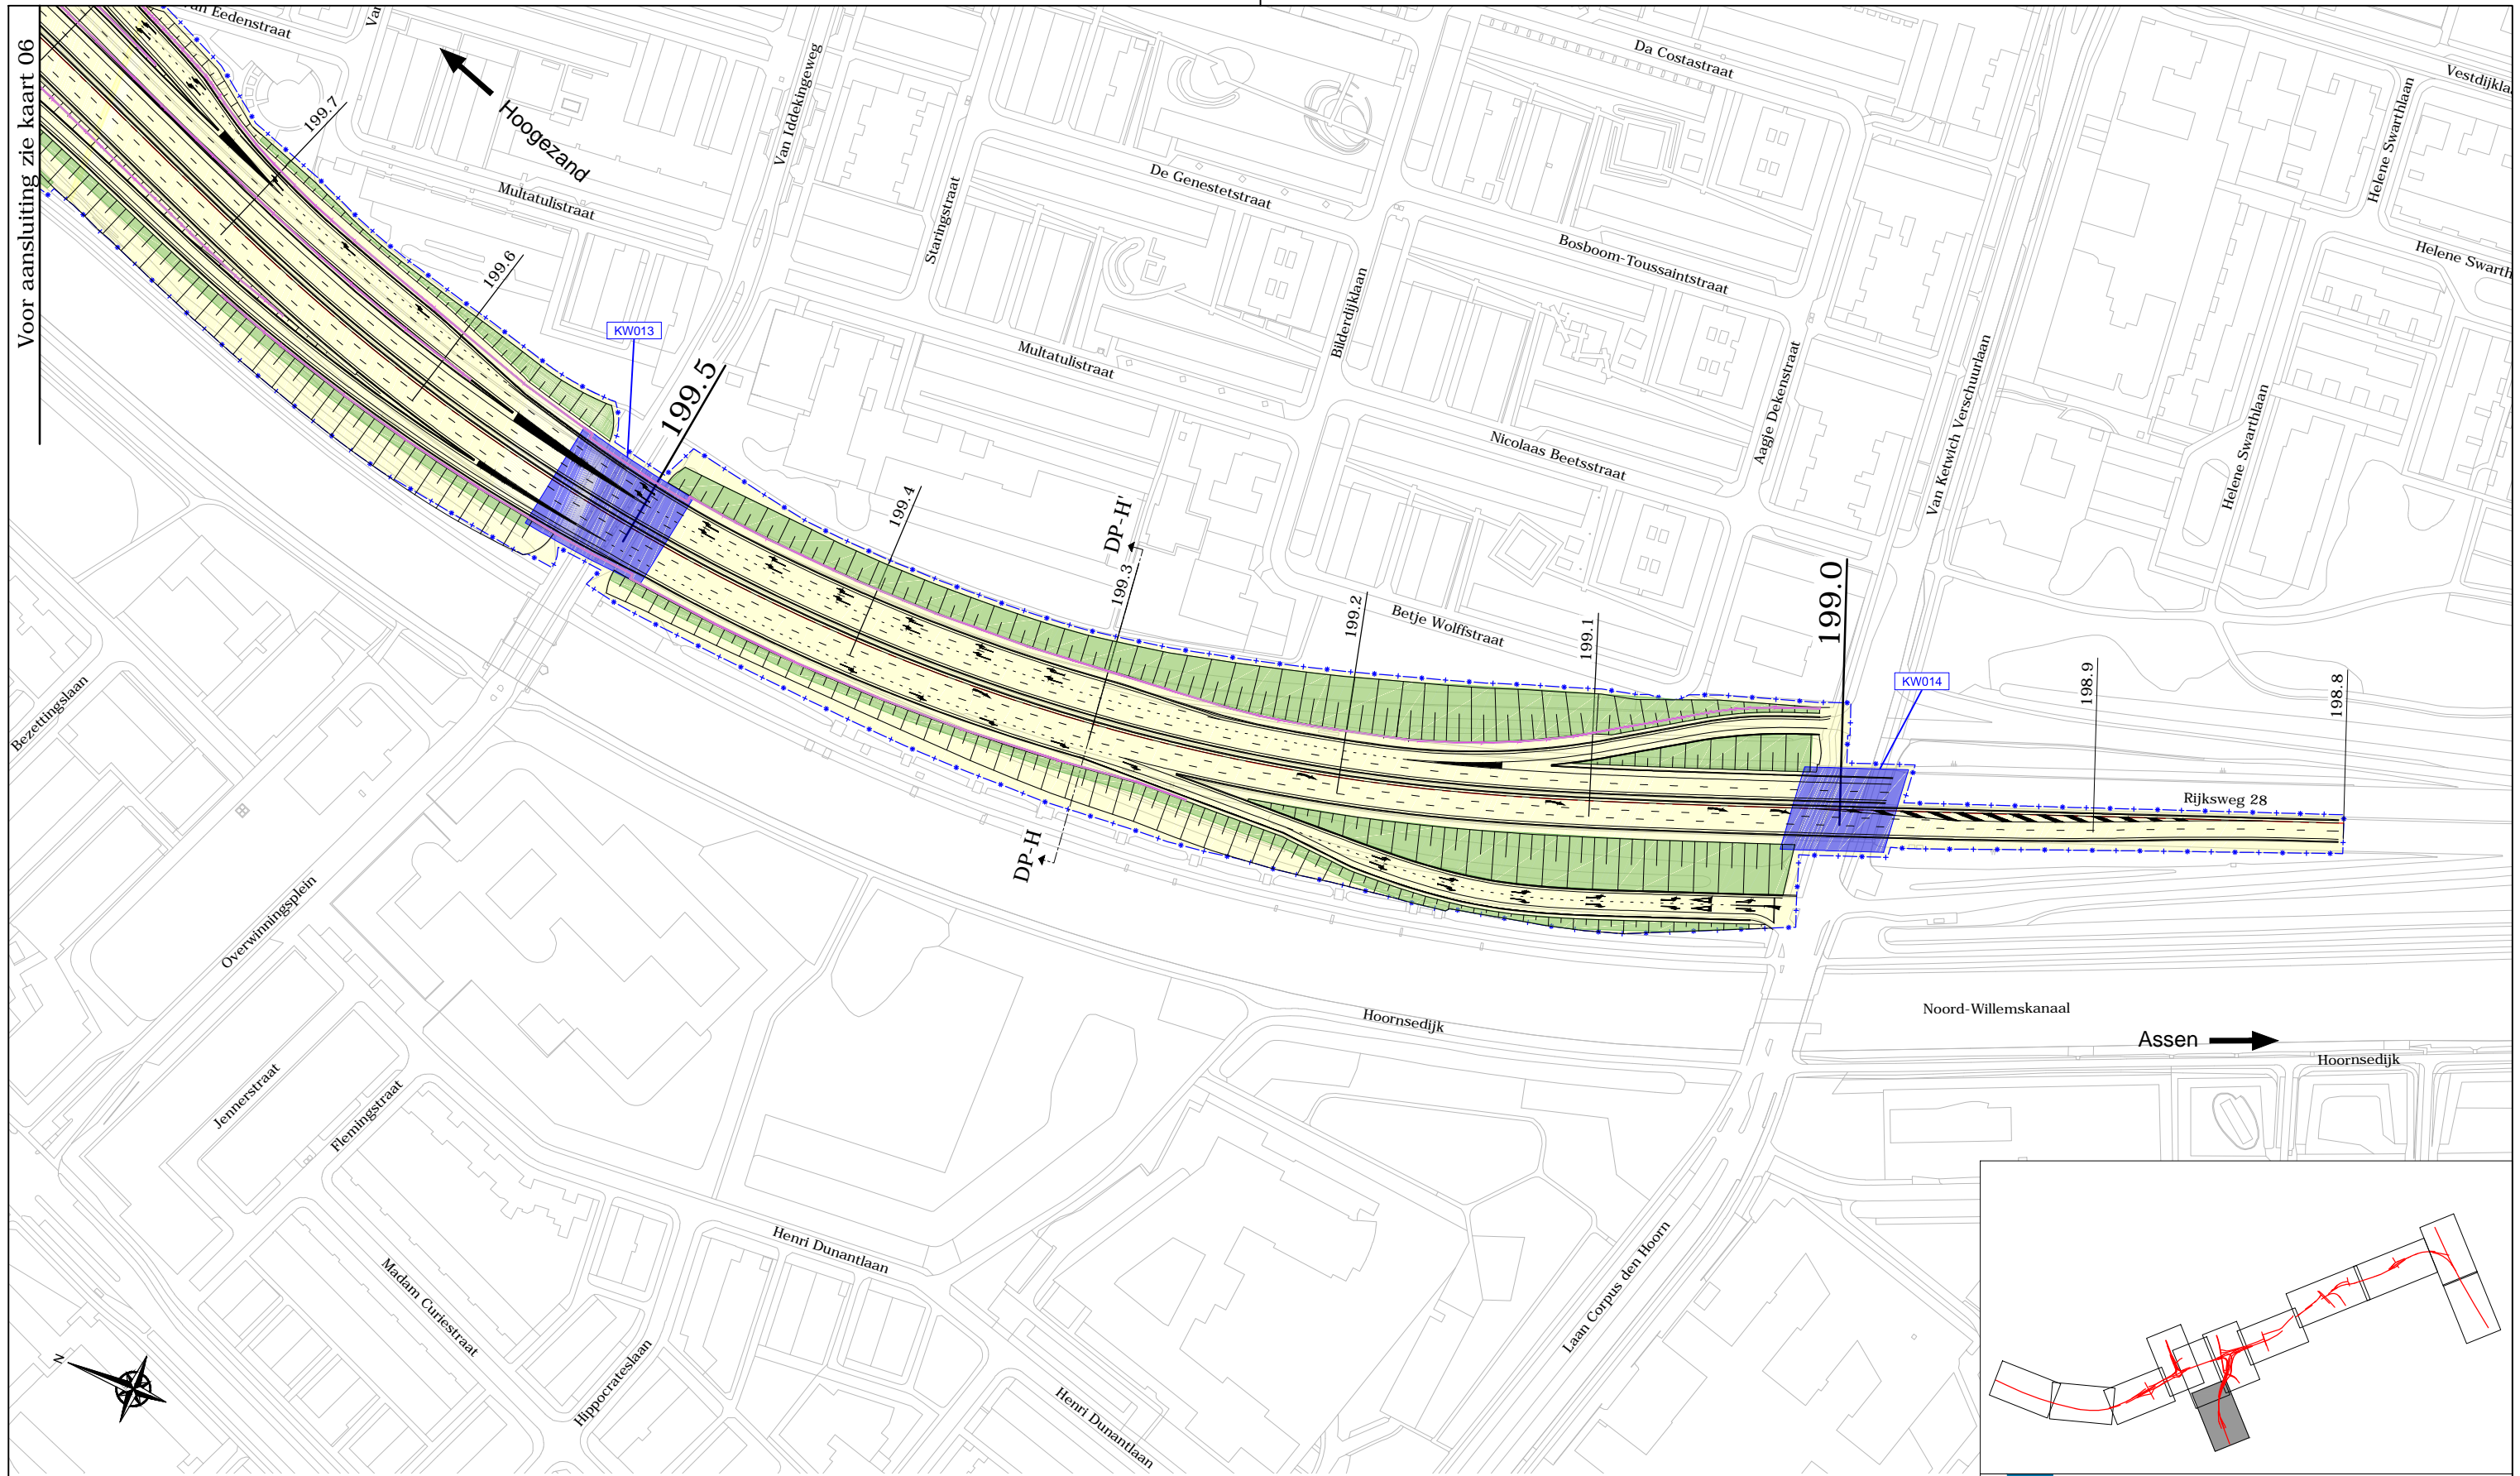 Voor aansluiting zie kaart 06
Eedenstraat
Van
Hoogezand
Van Iddekingeweg
Da Costastraat
Vestdijkla
Helene Swarthlaan
Helene Swarth
199.7
Multatulistraat
199.6
Staringstraat
De Genestetstraat
Bosboom-Toussaintstraat
Bilderdijklaan
KW013
199.5
Multatulistraat
Aagje Dekenstraat
Van Ketwich Verschuurlaan
Helene Swarthlaan
Nicolaas Beetsstraat
199.4
DP-H'
199.3
199.2
Betje Wolffstraat
199.1
199.0
KW014
198.9
198.8
Rijksweg 28
Bezettingslaan
DP-H
Overwinningsplein
Hoornsedijk
Noord-Willemskanaal
Assen
Hoornsedijk
Jennerstraat
Flemingstraat
Henri Dunantlaan
Madam Curiestraat
Hippocrateslaan
Henri Dunantlaan
Laan Corpus den Hoorn
N